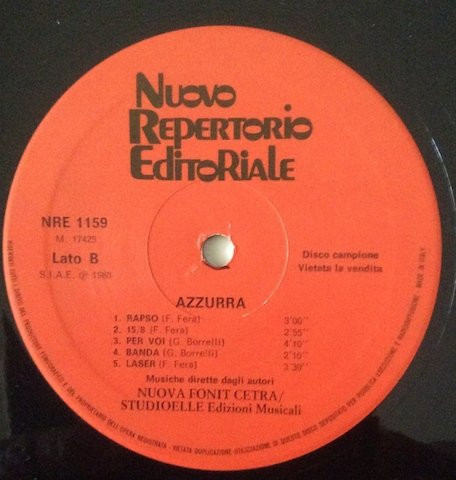 Nuovo
Repertorio
Editoriale
NRE 1159
M. 17425
Lato B
S.I.A.E. ℗ 1980
Disco campione
Vietata la vendita
AZZURRA
1. RAPSO (F. Fera) 3'00"
2. 15/8 (F. Fera) 2'55"
3. PER VOI (G. Borrelli) 4'10"
4. BANDA (G. Borrelli) 2'16"
5. LASER (F. Fera) 3'39"
Musiche dirette dagli autori
NUOVA FONIT CETRA/
STUDIOELLE Edizioni Musicali
MADE IN ITALY